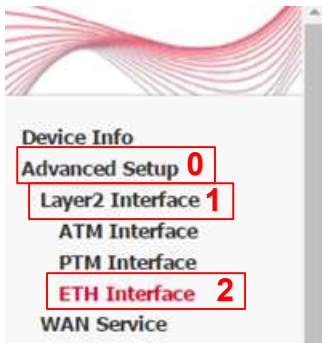 Device Info
Advanced Setup 0
Layer2 Interface 1
ATM Interface
PTM Interface
ETH Interface 2
WAN Service